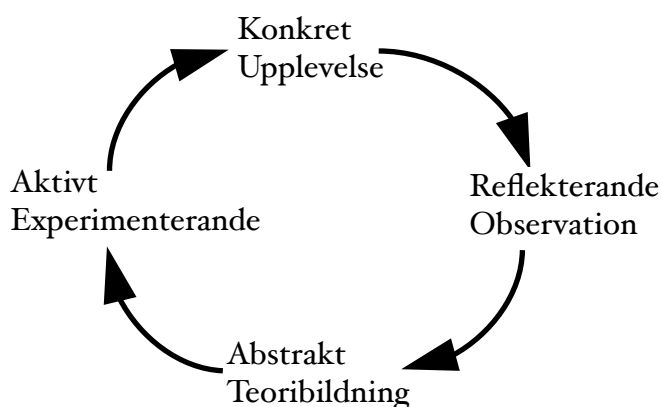 Konkret
Upplevelse
Aktivt
Experimenterande
Reflekterande
Observation
Abstrakt
Teoribildning